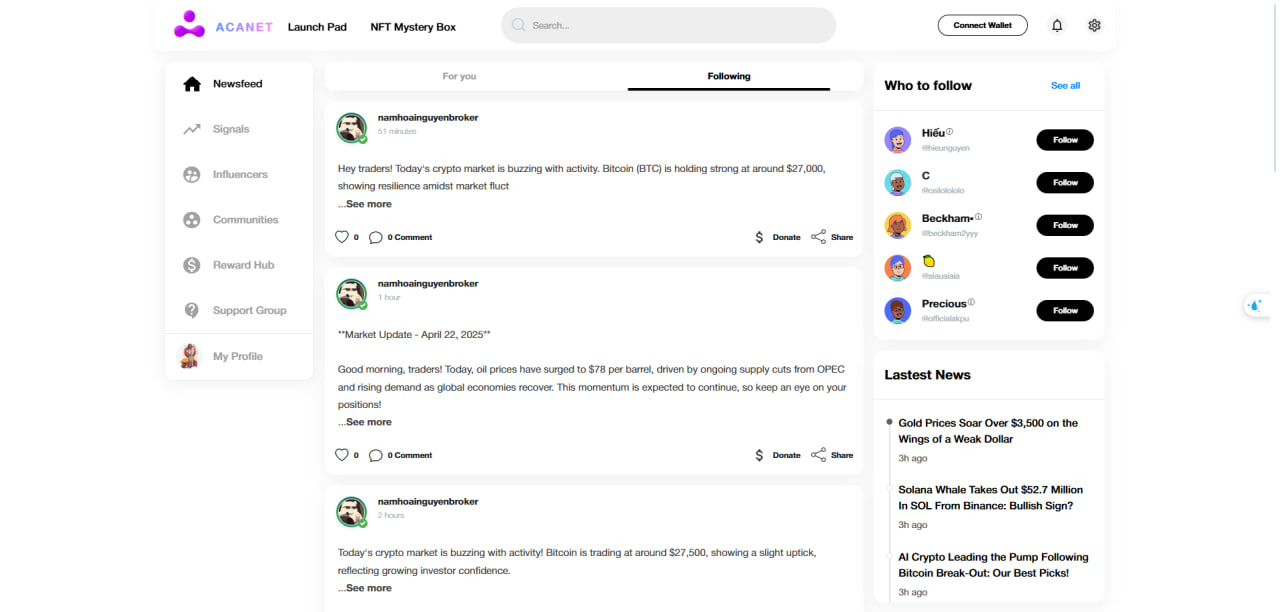 ACANET
Launch Pad
NFT Mystery Box
Search...
Connect Wallet
Newsfeed
Signals
Influencers
Communities
Reward Hub
Support Group
My Profile
For you
Following
namhoainguyenbroker
51 minutes
Hey traders! Today's crypto market is buzzing with activity. Bitcoin (BTC) is holding strong at around $27,000,
showing resilience amidst market fluct
...See more
0
0 Comment
Donate
Share
namhoainguyenbroker
1 hour
**Market Update - April 22, 2025**
Good morning, traders! Today, oil prices have surged to $78 per barrel, driven by ongoing supply cuts from OPEC
and rising demand as global economies recover. This momentum is expected to continue, so keep an eye on your
positions!
...See more
0
0 Comment
Donate
Share
namhoainguyenbroker
2 hours
Today's crypto market is buzzing with activity! Bitcoin is trading at around $27,500, showing a slight uptick,
reflecting growing investor confidence.
...See more
Who to follow
See all
Hiếu
@hieunguyen
Follow
C
Follow
Beckham
@beckham2yyy
Follow
Follow
Precious
@officialakpu
Follow
Lastest News
Gold Prices Soar Over $3,500 on the
Wings of a Weak Dollar
3h ago
Solana Whale Takes Out $52.7 Million
In SOL From Binance: Bullish Sign?
3h ago
AI Crypto Leading the Pump Following
Bitcoin Break-Out: Our Best Picks!
3h ago